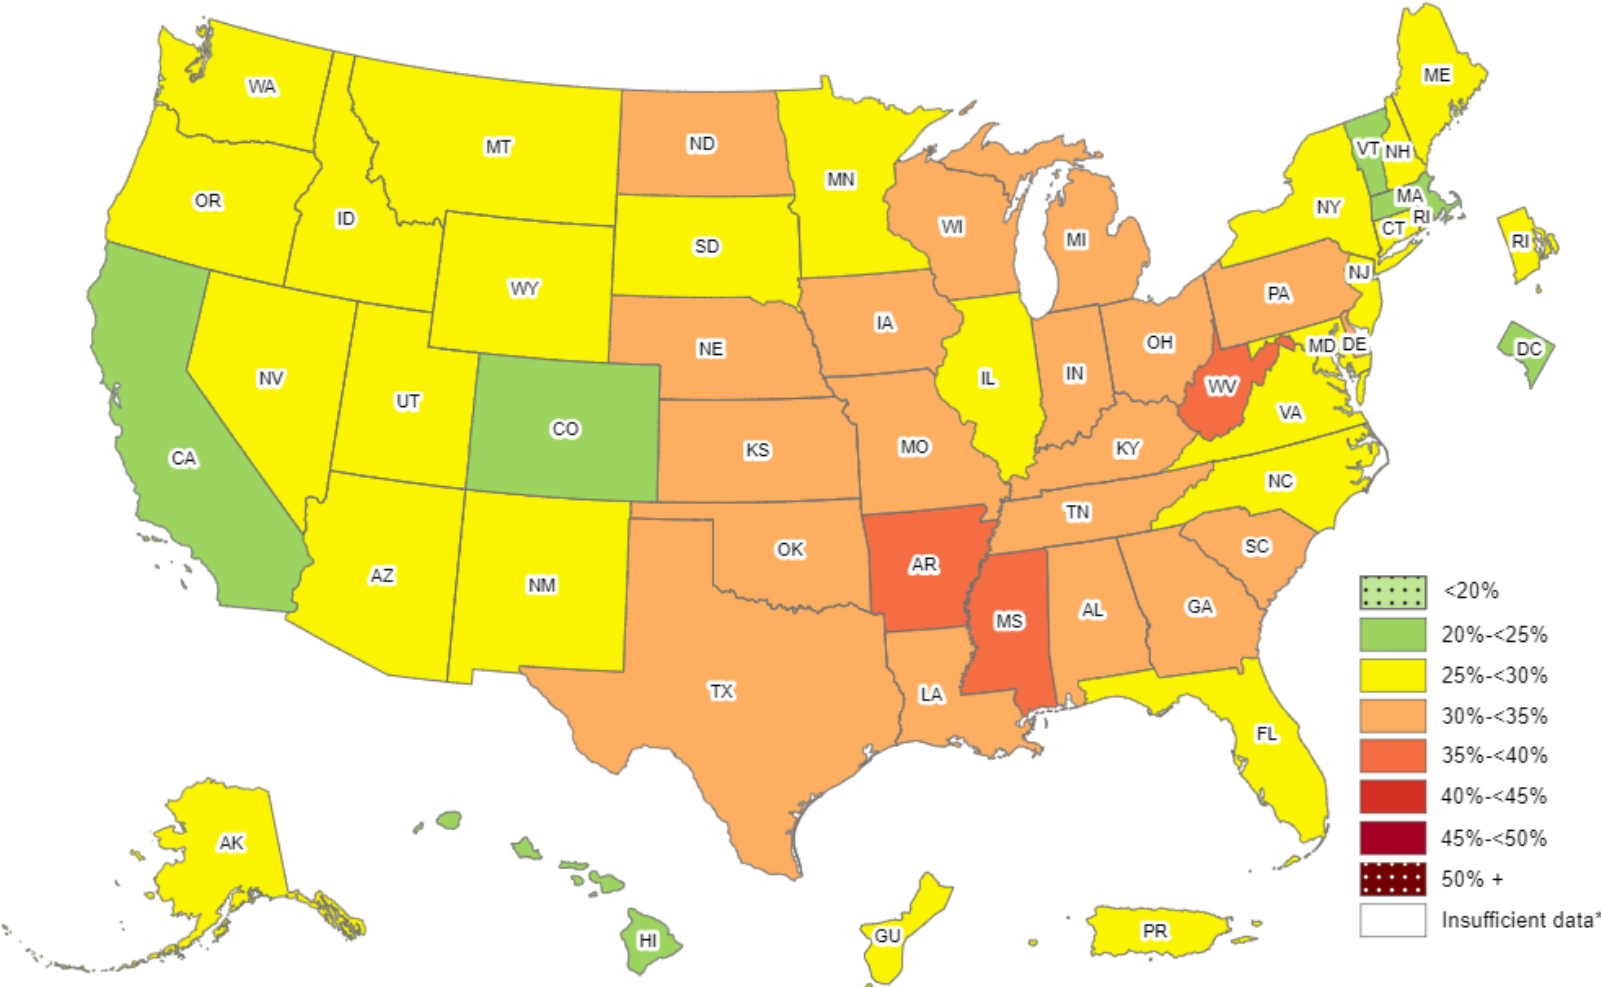 WA
MT
ND
MN
ME
VT
NH
OR
ID
SD
WI
MI
NY
MA
RI
CT
RI
WY
NE
IA
PA
NJ
NV
UT
CO
IL
IN
OH
MD
DE
DC
CA
KS
MO
KY
WV
VA
AZ
NM
OK
AR
TN
NC
SC
TX
LA
MS
AL
GA
FL
AK
HI
GU
PR
<20%
20%-<25%
25%-<30%
30%-<35%
35%-<40%
40%-<45%
45%-<50%
50% +
Insufficient data*